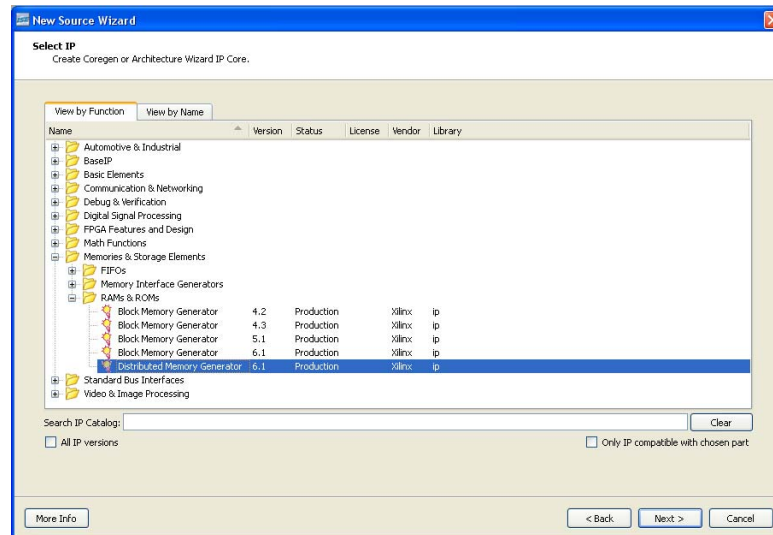 New Source Wizard
Select IP
Create Coregen or Architecture Wizard IP Core.
View by Function View by Name
Name Version Status License Vendor Library
Automotive & Industrial
BaseIP
Basic Elements
Communication & Networking
Debug & Verification
Digital Signal Processing
FPGA Features and Design
Math Functions
Memories & Storage Elements
FIFOs
Memory Interface Generators
RAMs & ROMs
Block Memory Generator 4.2 Production Xilinx ip
Block Memory Generator 4.3 Production Xilinx ip
Block Memory Generator 5.1 Production Xilinx ip
Block Memory Generator 6.1 Production Xilinx ip
Distributed Memory Generator 6.1 Production Xilinx ip
Standard Bus Interfaces
Video & Image Processing
Search IP Catalog: Clear
All IP versions Only IP compatible with chosen part
More Info < Back Next > Cancel